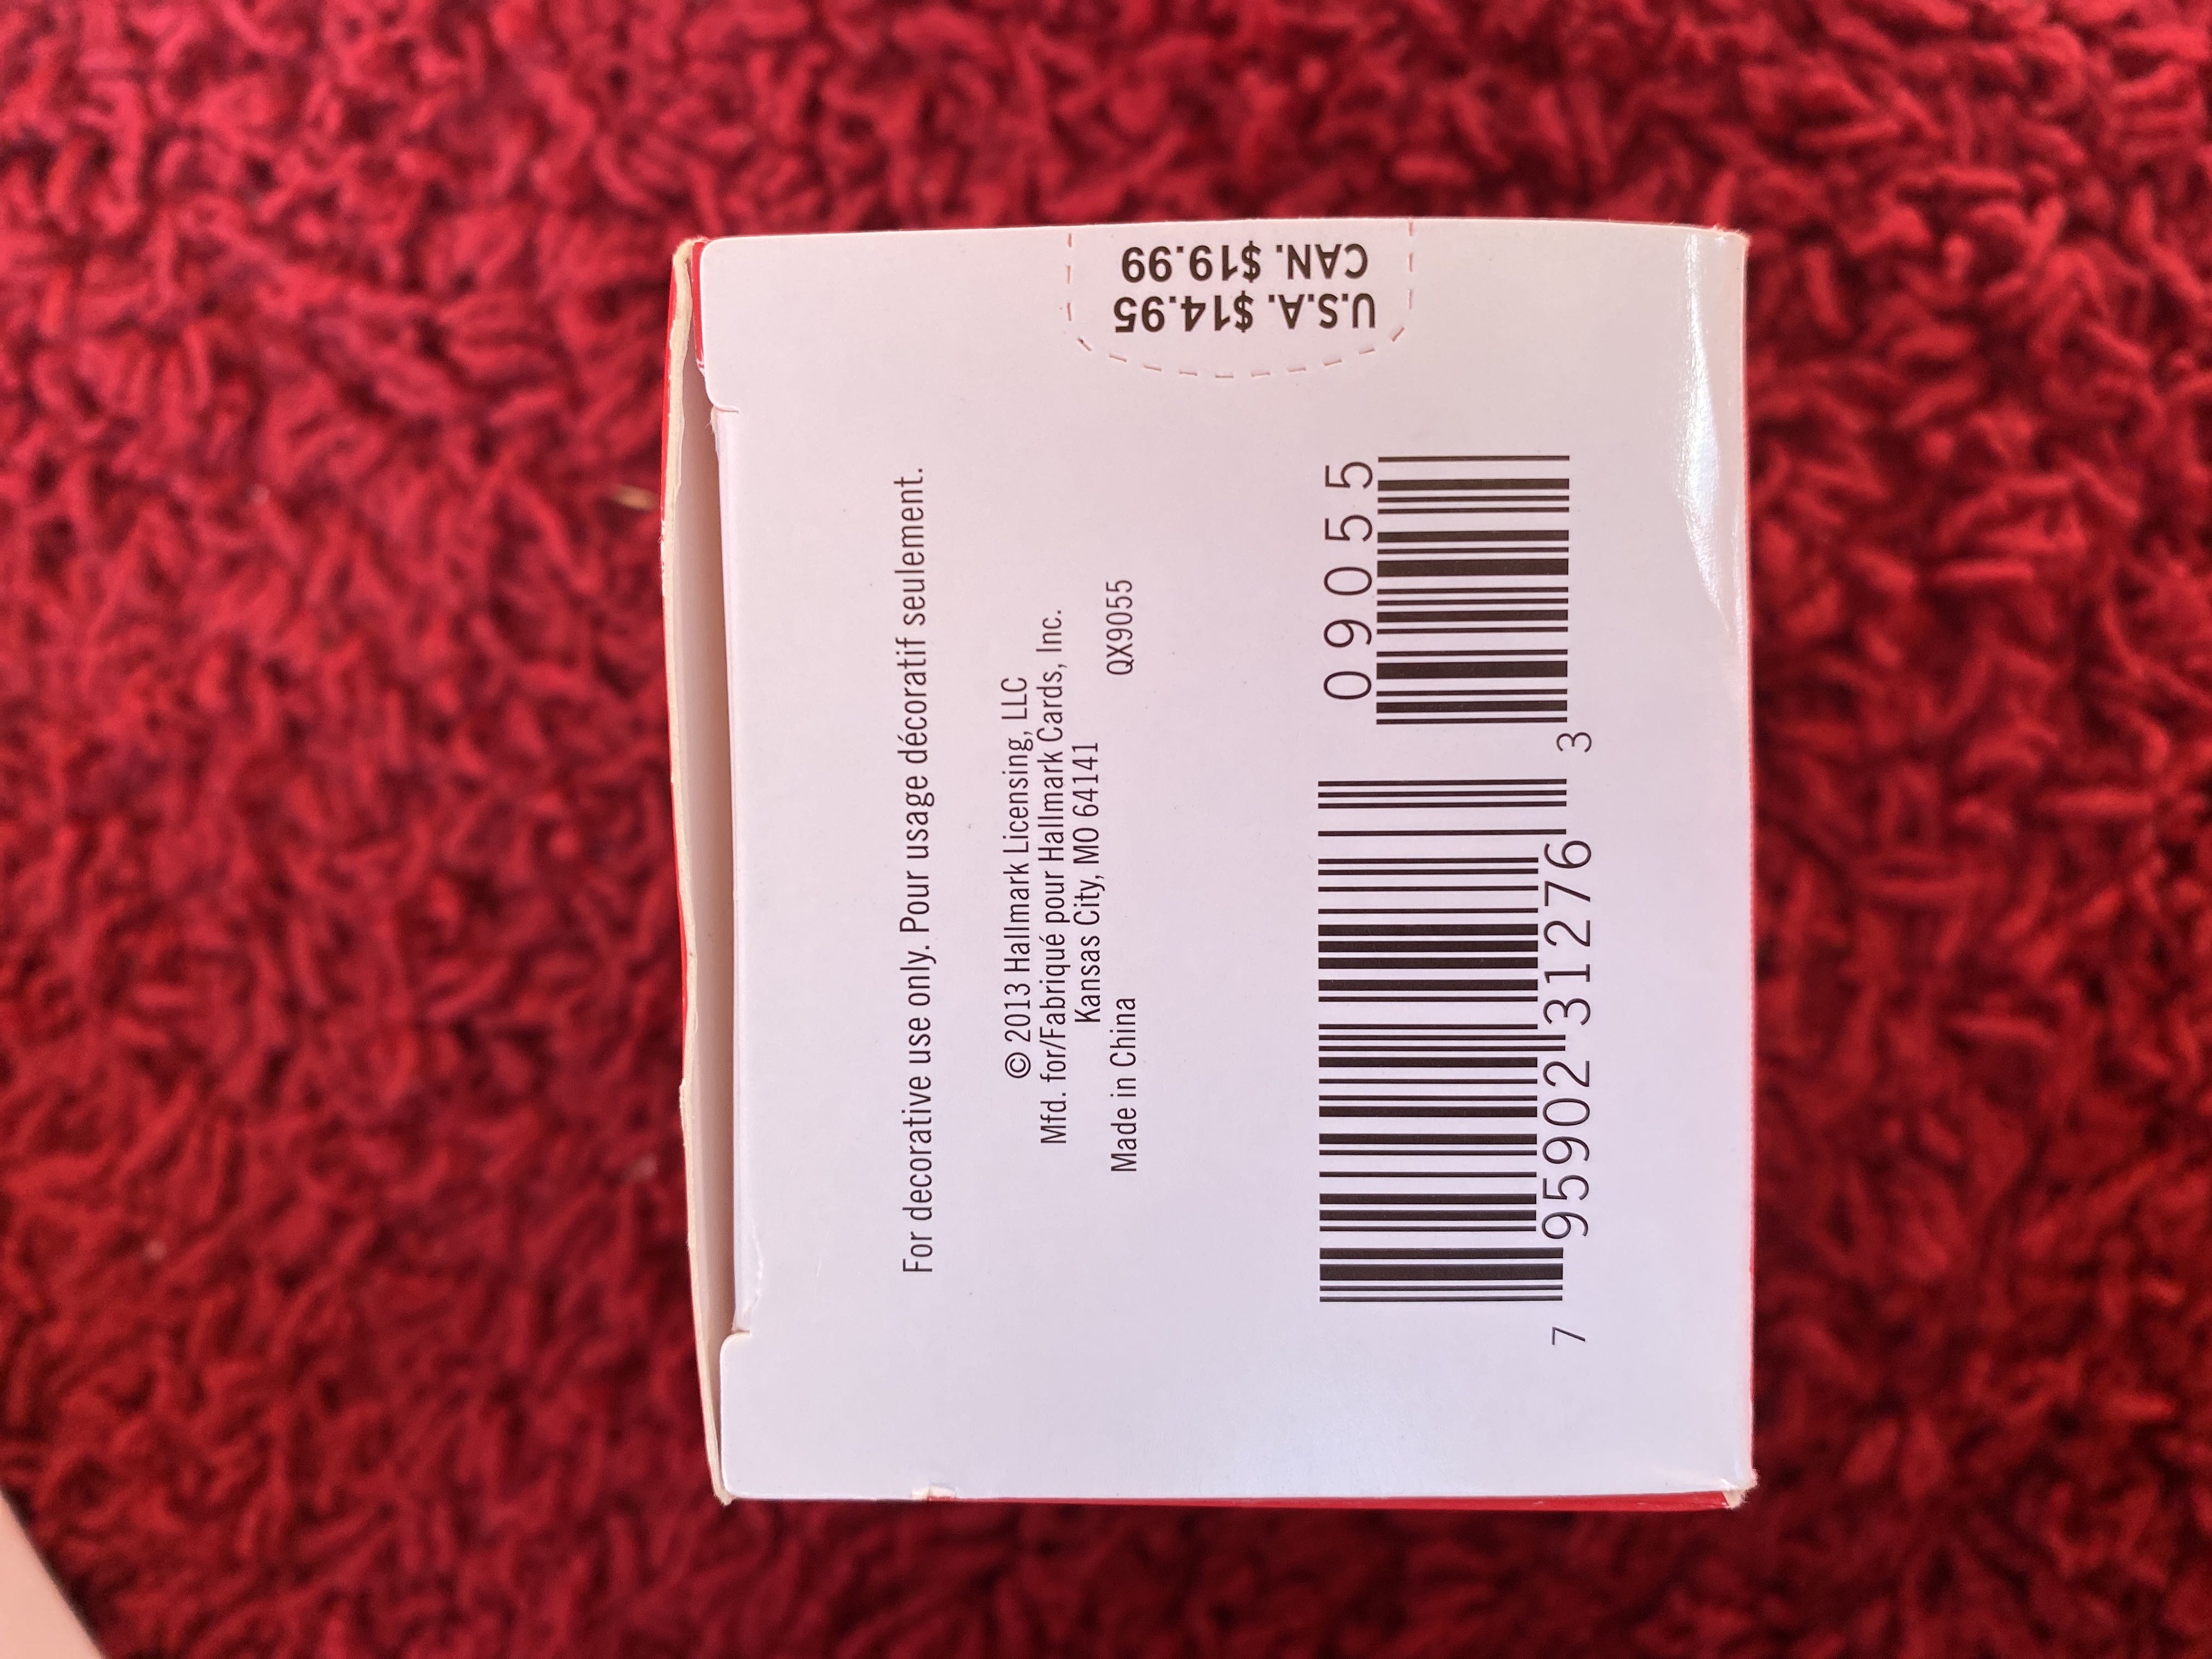 For decorative use only. Pour usage décoratif seulement.
© 2013 Hallmark Licensing, LLC
Mfd. for/Fabriqué pour Hallmark Cards, Inc.
Kansas City, MO 64141
Made in China QX9055
09055
7 95902 31276 3
U.S.A. $14.95
CAN. $19.99